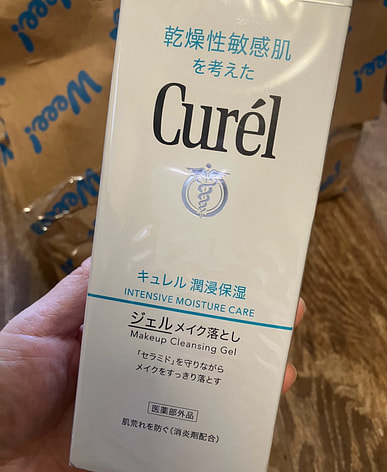 Weee!
Weee!
Weee!
乾燥性敏感肌
を考えた
Curél
キュレル 潤浸保湿
INTENSIVE MOISTURE CARE
ジェルメイク落とし
Makeup Cleansing Gel
「セラミド」を守りながら
メイクをすっきり落とす
医薬部外品
肌荒れを防ぐ(消炎剤配合)